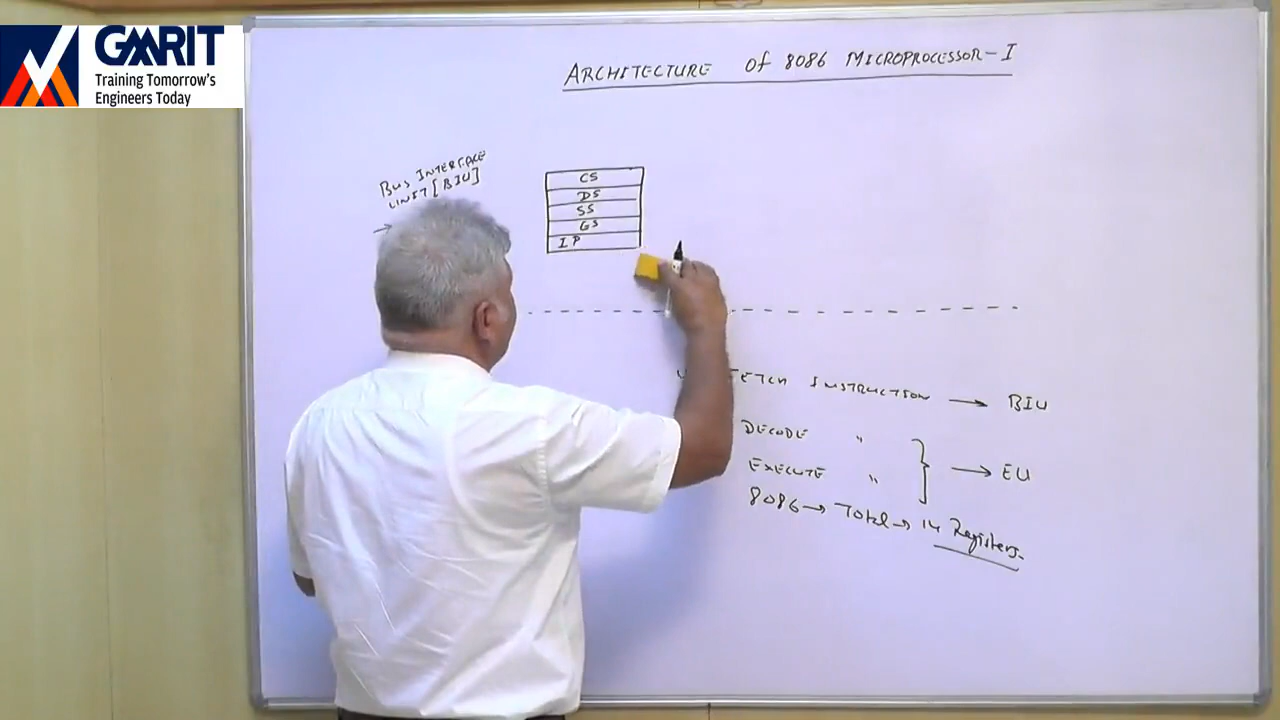 GMRIT
Training Tomorrow's
Engineers Today
ARCHITECTURE of 8086 MICROPROCESSOR-I
BUS INTERFACE
UNIT [BIU]
CS
DS
SS
ES
IP
FETCH INSTRUCTION → BIU
DECODE "
EXECUTE " } → EU
8086 → Total → 14 Registers.